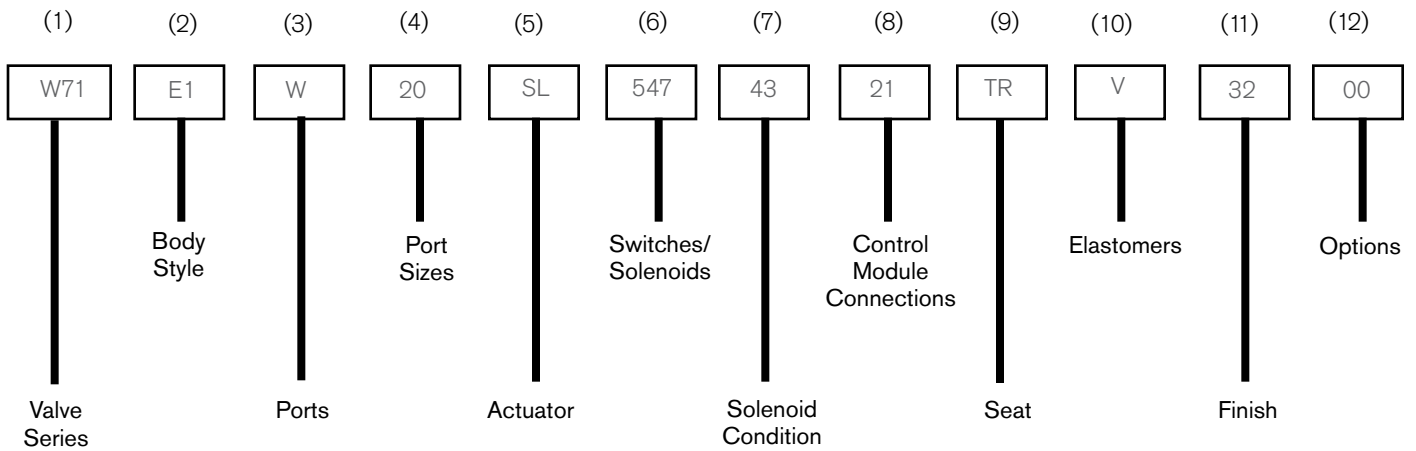 (1) (2) (3) (4) (5) (6) (7) (8) (9) (10) (11) (12)
W71 E1 W 20 SL 547 43 21 TR V 32 00
Body
Style
Port
Sizes
Switches/
Solenoids
Control
Module
Connections
Elastomers
Options
Valve
Series
Ports
Actuator
Solenoid
Condition
Seat
Finish